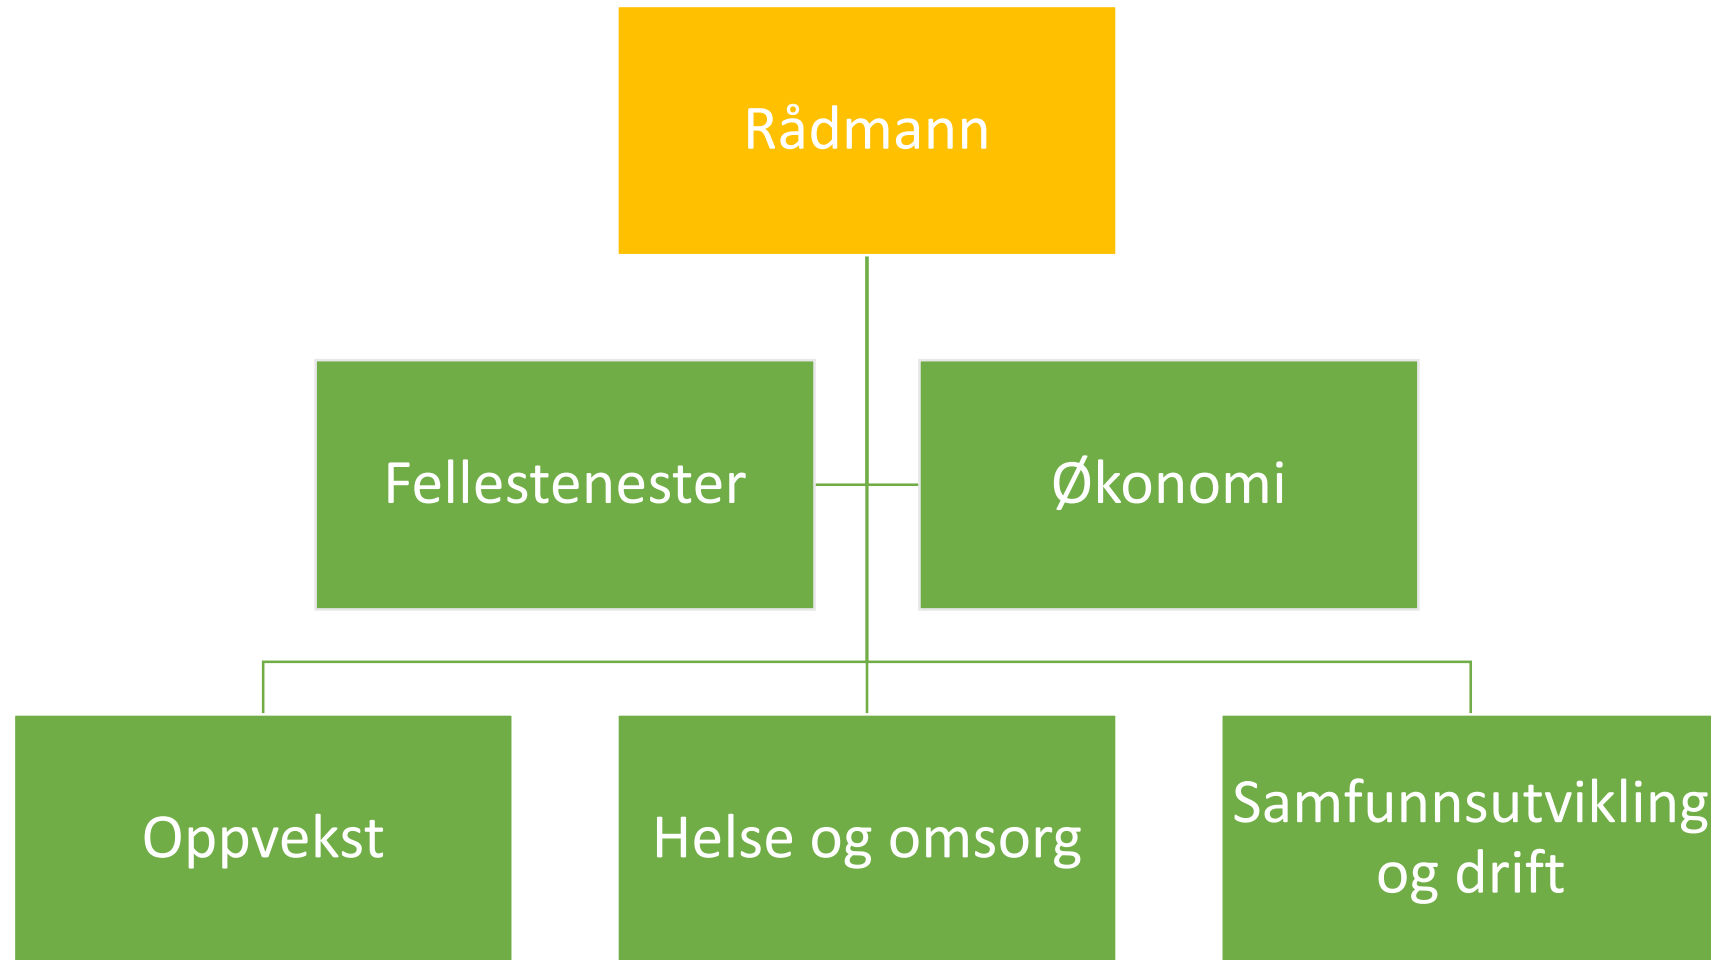 Rådmann
Fellestenester
Økonomi
Oppvekst
Helse og omsorg
Samfunnsutvikling
og drift